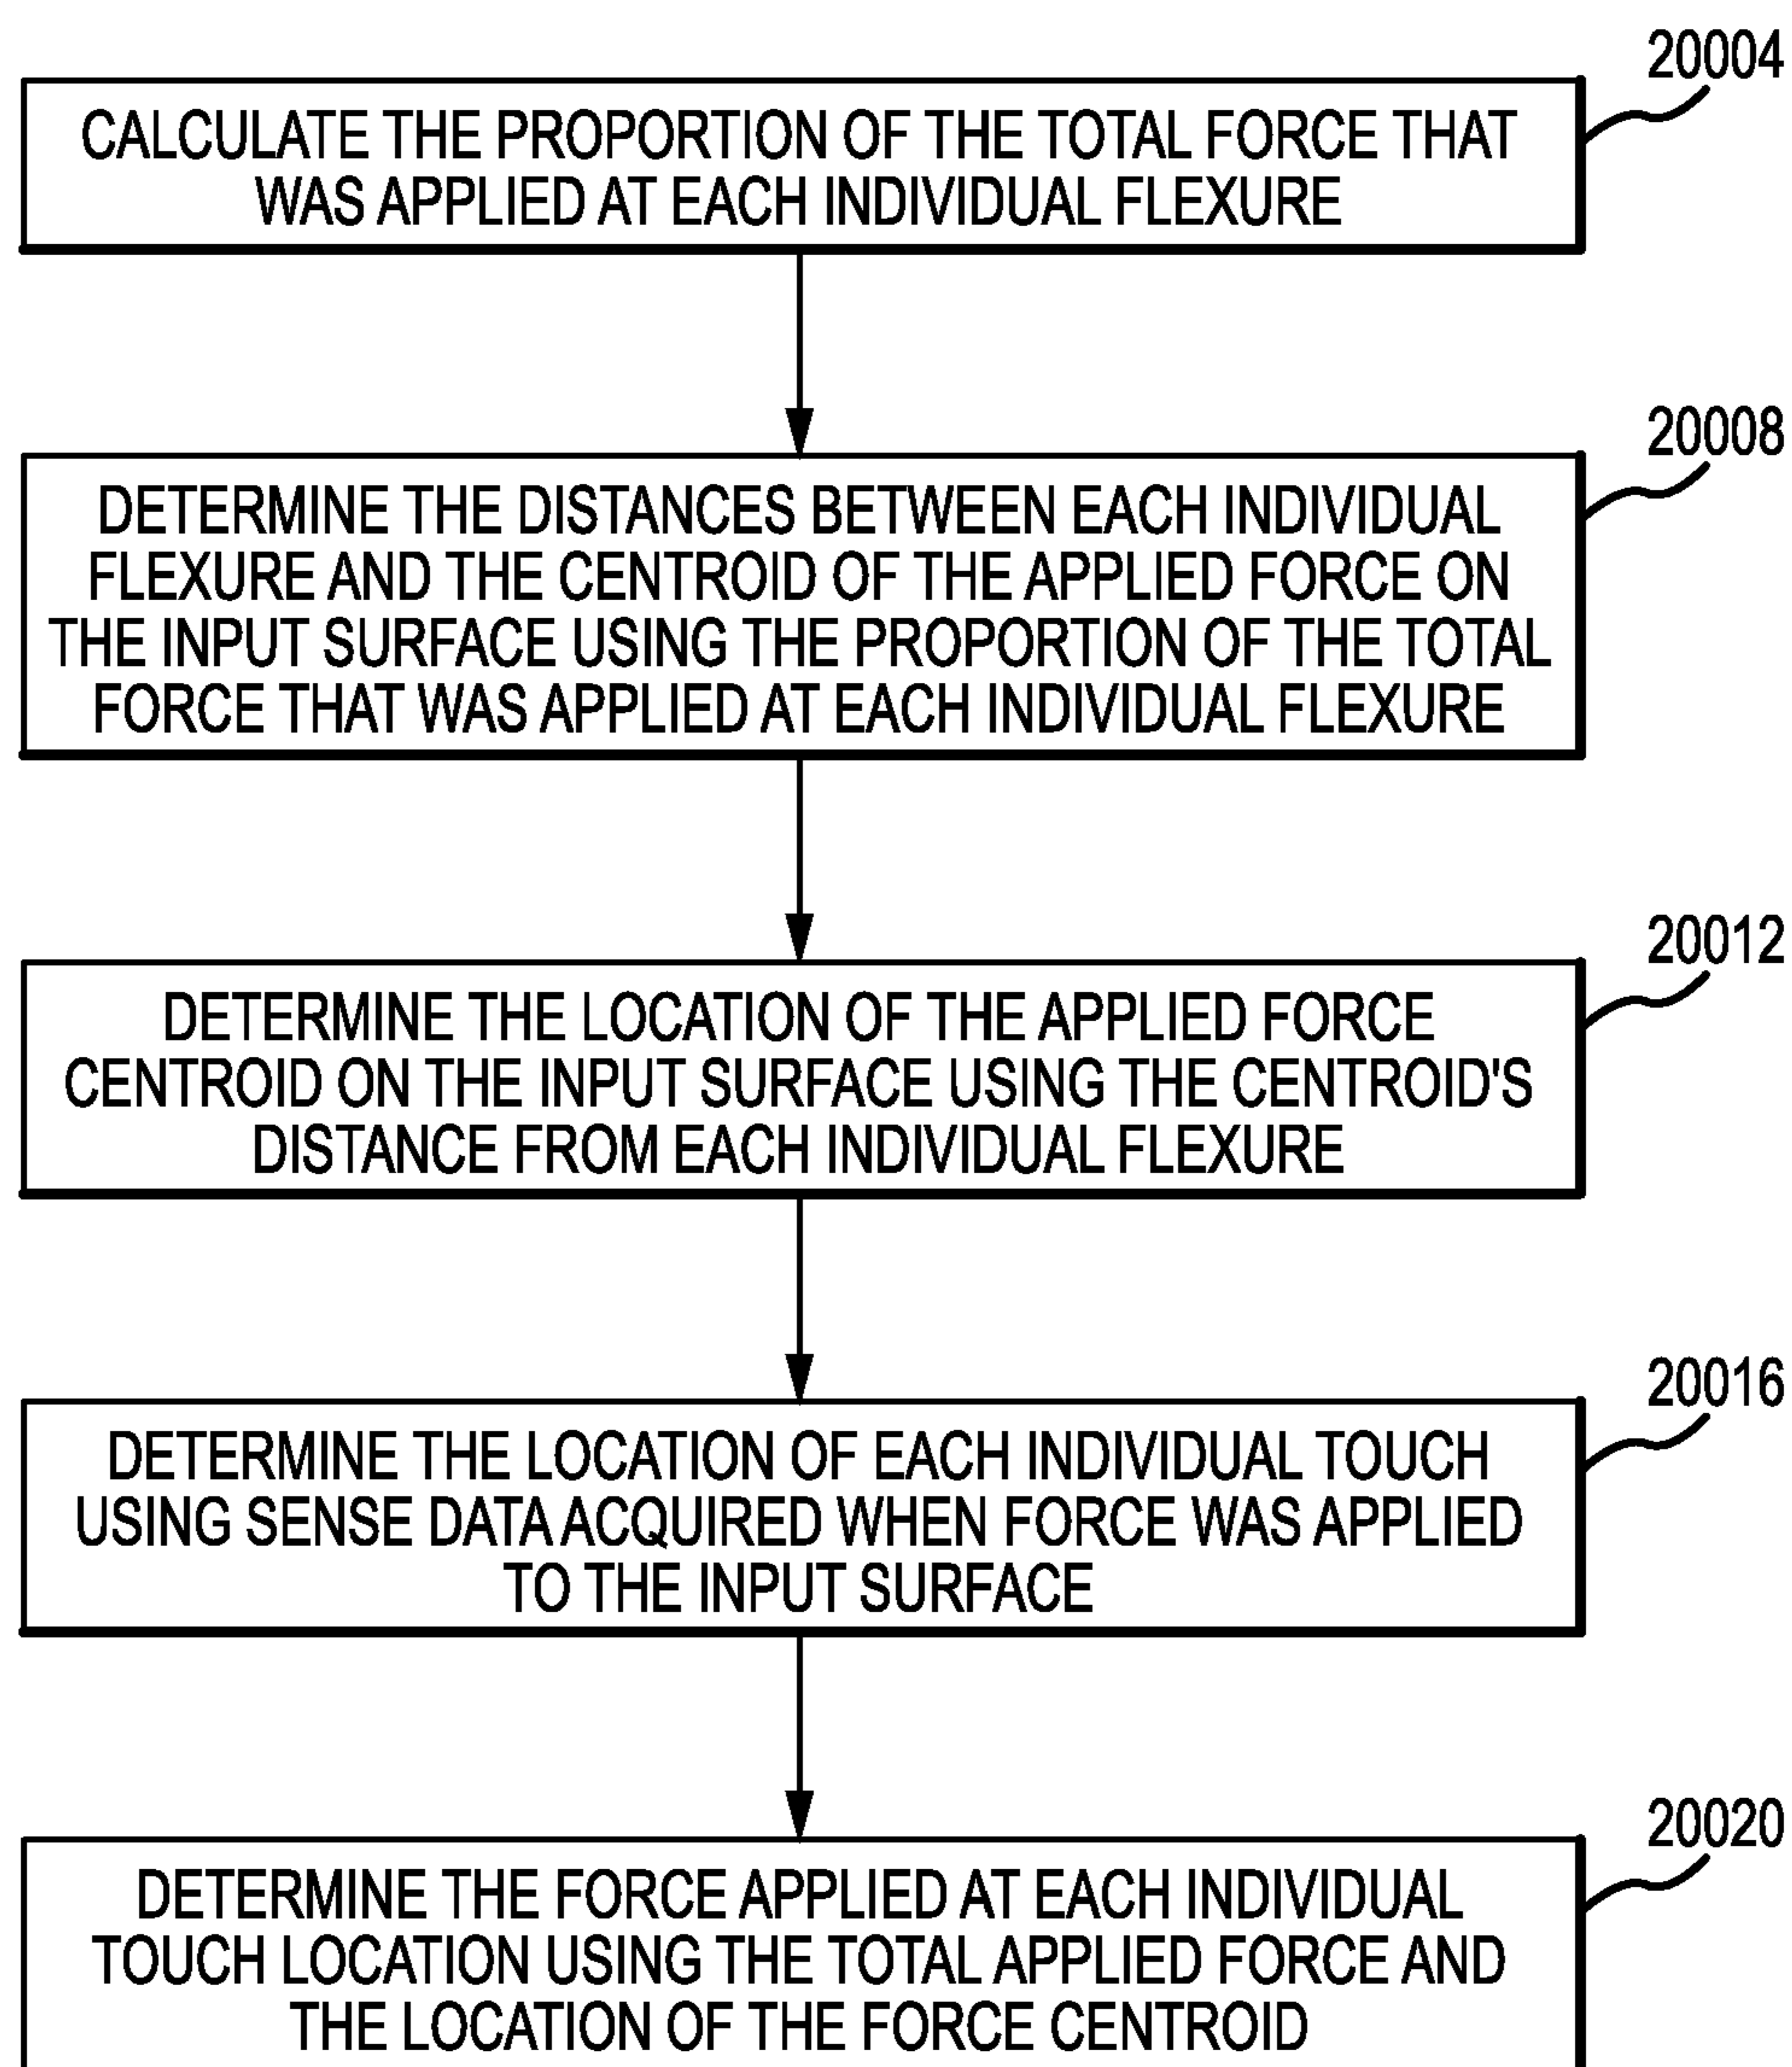 20004
CALCULATE THE PROPORTION OF THE TOTAL FORCE THAT
WAS APPLIED AT EACH INDIVIDUAL FLEXURE
20008
DETERMINE THE DISTANCES BETWEEN EACH INDIVIDUAL
FLEXURE AND THE CENTROID OF THE APPLIED FORCE ON
THE INPUT SURFACE USING THE PROPORTION OF THE TOTAL
FORCE THAT WAS APPLIED AT EACH INDIVIDUAL FLEXURE
20012
DETERMINE THE LOCATION OF THE APPLIED FORCE
CENTROID ON THE INPUT SURFACE USING THE CENTROID'S
DISTANCE FROM EACH INDIVIDUAL FLEXURE
20016
DETERMINE THE LOCATION OF EACH INDIVIDUAL TOUCH
USING SENSE DATA ACQUIRED WHEN FORCE WAS APPLIED
TO THE INPUT SURFACE
20020
DETERMINE THE FORCE APPLIED AT EACH INDIVIDUAL
TOUCH LOCATION USING THE TOTAL APPLIED FORCE AND
THE LOCATION OF THE FORCE CENTROID